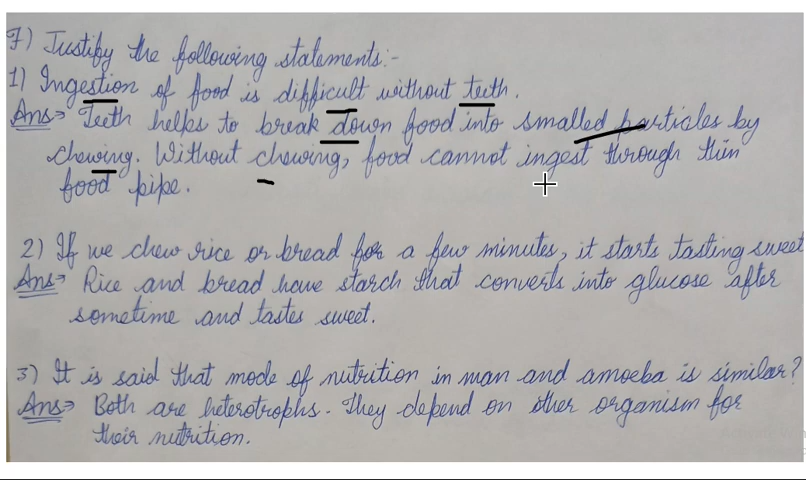 7) Justify the following statements:-
1) Ingestion of food is difficult without teeth.
Ans→ Teeth helps to break down food into smalled particles by
chewing. Without chewing, food cannot ingest through thin
food pipe.
2) If we chew rice or bread for a few minutes, it starts tasting sweet
Ans→ Rice and bread have starch that converts into glucose after
sometime and tastes sweet.
3) It is said that mode of nutrition in man and amoeba is similar?
Ans→ Both are heterotrophs. They depend on other organism for
their nutrition.